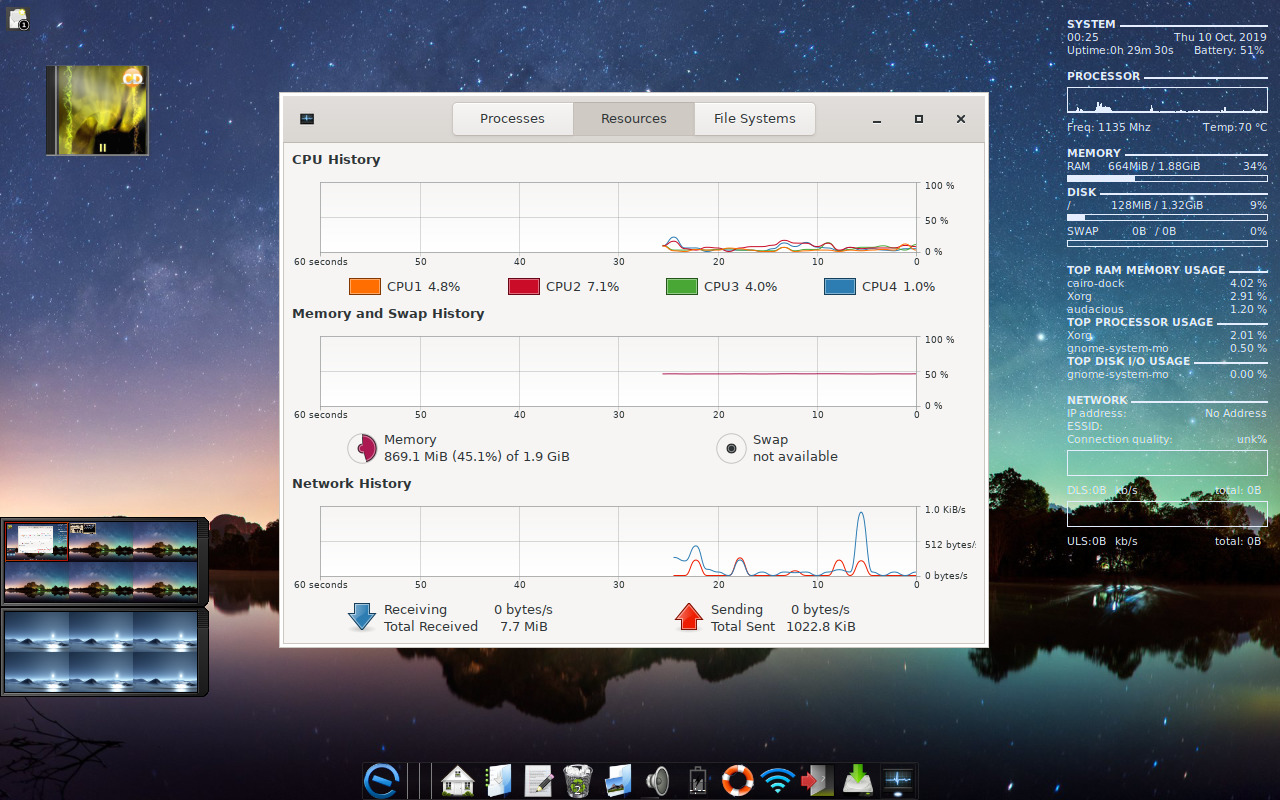 1
CD
Processes
Resources
File Systems
CPU History
100 %
50 %
0 %
60 seconds 50 40 30 20 10 0
CPU1 4.8% CPU2 7.1% CPU3 4.0% CPU4 1.0%
Memory and Swap History
100 %
50 %
0 %
60 seconds 50 40 30 20 10 0
Memory
869.1 MiB (45.1%) of 1.9 GiB
Swap
not available
Network History
1.0 KiB/s
512 bytes/s
0 bytes/s
60 seconds 50 40 30 20 10 0
Receiving 0 bytes/s
Total Received 7.7 MiB
Sending 0 bytes/s
Total Sent 1022.8 KiB
SYSTEM
00:25 Thu 10 Oct, 2019
Uptime:0h 29m 30s Battery: 51%
PROCESSOR
Freq: 1135 Mhz Temp:70 °C
MEMORY
RAM 664MiB / 1.88GiB 34%
DISK
/ 128MiB / 1.32GiB 9%
SWAP 0B / 0B 0%
TOP RAM MEMORY USAGE
cairo-dock 4.02 %
Xorg 2.91 %
audacious 1.20 %
TOP PROCESSOR USAGE
Xorg 2.01 %
gnome-system-mo 0.50 %
TOP DISK I/O USAGE
gnome-system-mo 0.00 %
NETWORK
IP address: No Address
ESSID:
Connection quality: unk%
DLS:0B kb/s total: 0B
ULS:0B kb/s total: 0B